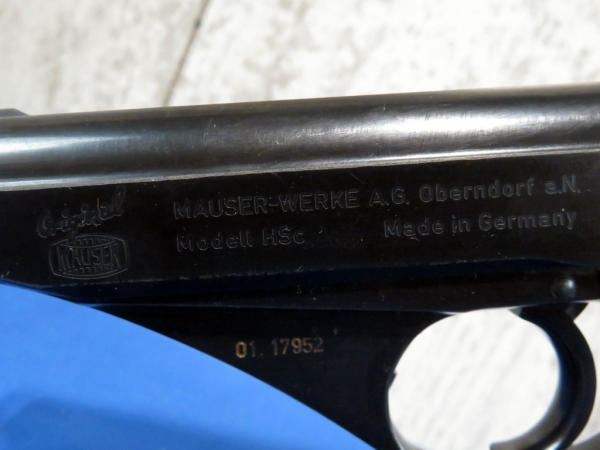 Original
MAUSER
MAUSER-WERKE A.G. Oberndorf a.N.
Modell HSc Made in Germany
01.17952